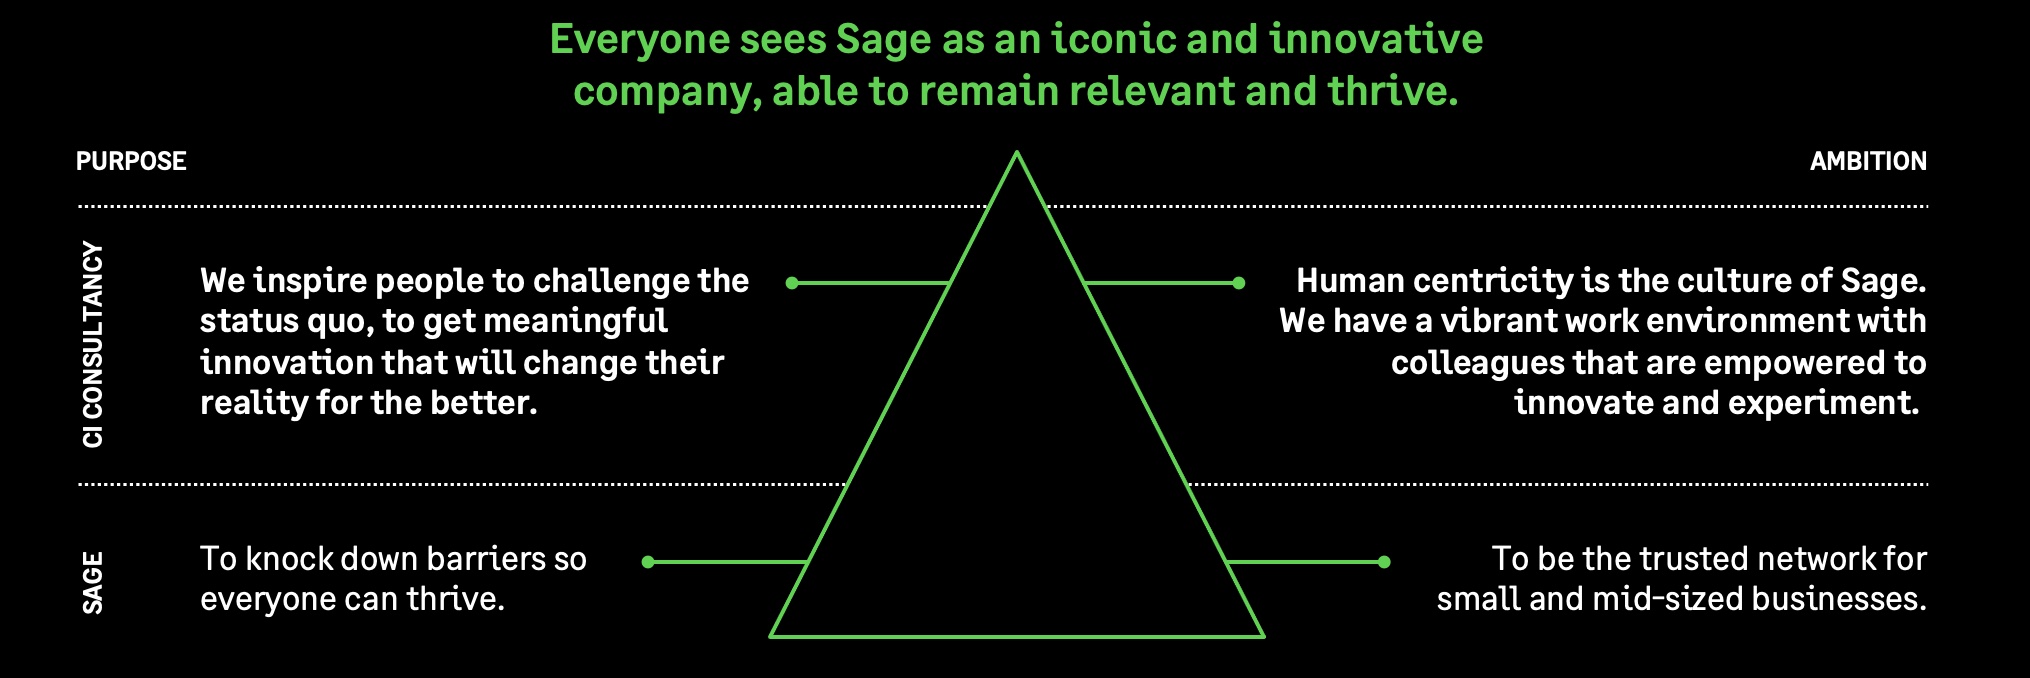 Everyone sees Sage as an iconic and innovative
company, able to remain relevant and thrive.
PURPOSE
AMBITION
CI CONSULTANCY
We inspire people to challenge the
status quo, to get meaningful
innovation that will change their
reality for the better.
Human centricity is the culture of Sage.
We have a vibrant work environment with
colleagues that are empowered to
innovate and experiment.
SAGE
To knock down barriers so
everyone can thrive.
To be the trusted network for
small and mid-sized businesses.